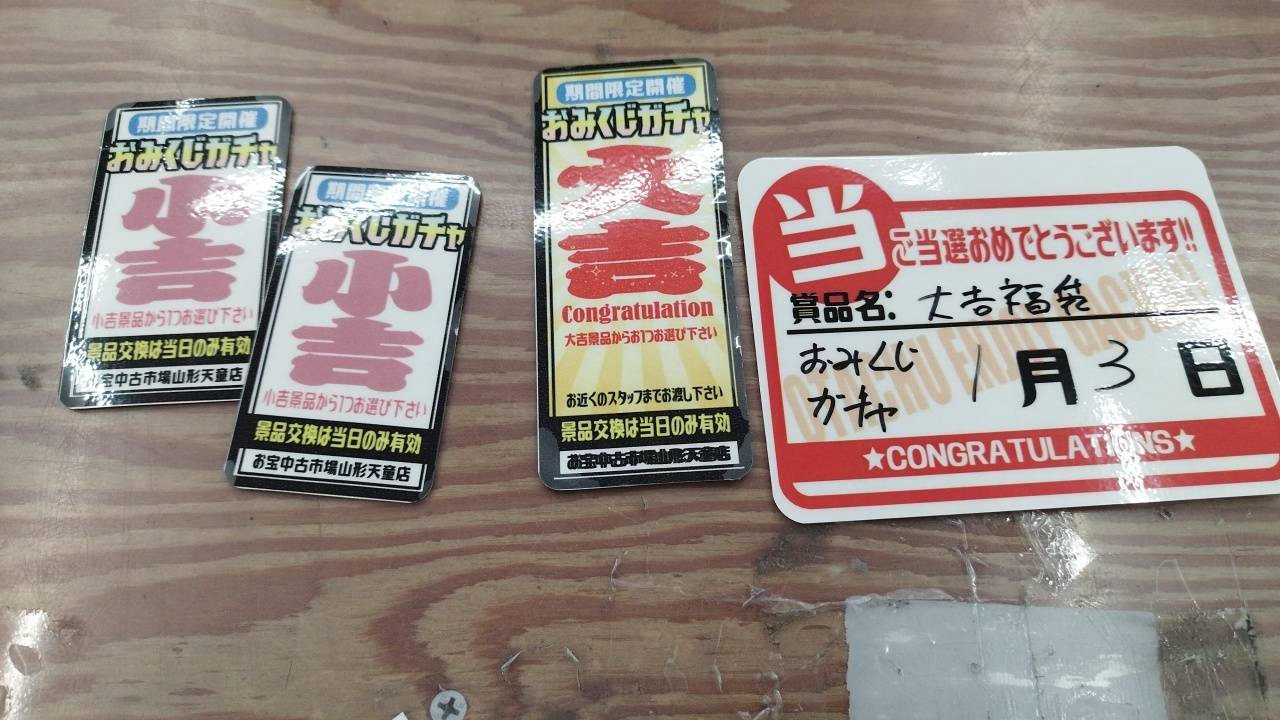 期間限定開催
おみくじガチャ
小吉
小吉景品から1つお選び下さい
景品交換は当日のみ有効
お宝中古市場山形天童店
期間限定開催
おみくじガチャ
小吉
小吉景品から1つお選び下さい
景品交換は当日のみ有効
お宝中古市場山形天童店
期間限定開催
おみくじガチャ
大吉
Congratulation
大吉景品からお1つお選び下さい
お近くのスタッフまでお渡し下さい
景品交換は当日のみ有効
お宝中古市場山形天童店
当
ご当選おめでとうございます!!
賞品名: 大吉福袋
おみくじ
ガチャ
1月3日
★CONGRATULATIONS★